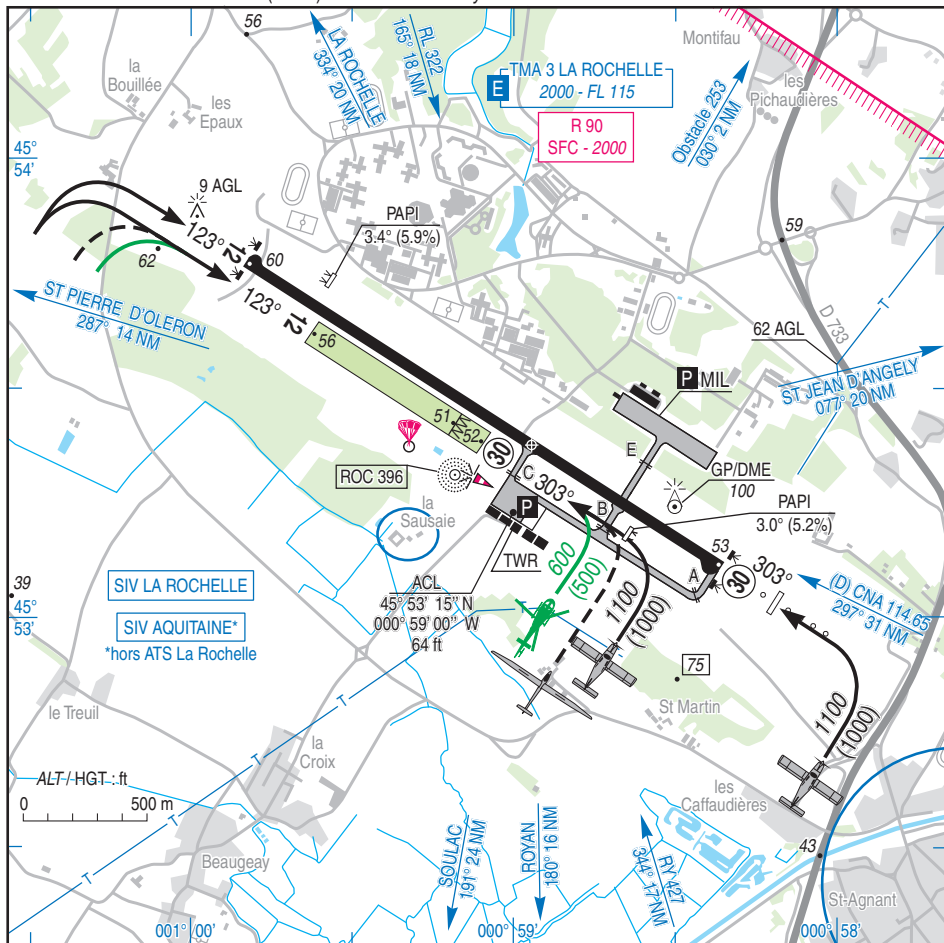 56
LA ROCHELLE
334° 20 NM
RL 322
165° 18 NM
E
TMA 3 LA ROCHELLE
2000 - FL 115
R 90
SFC - 2000
Montifau
les
Pichaudières
Obstacle 253
030° 2 NM
la
Bouillée
les
Epaux
45°
54'
9 AGL
PAPI
3.4° (5.9%)
123°
12
60
62
123°
12
59
D 733
ST PIERRE D'OLERON
287° 14 NM
56
62 AGL
T
P MIL
ST JEAN D'ANGELY
077° 20 NM
51
52
30
E
ROC 396
C
303°
GP/DME
100
B
PAPI
3.0° (5.2%)
la
Sausaie
P
TWR
53
A
30
303°
(D) CNA 114.65
297° 31 NM
39
45°
53'
SIV LA ROCHELLE
SIV AQUITAINE*
*hors ATS La Rochelle
ACL
45° 53' 15" N
000° 59' 00" W
64 ft
T
600
(500)
1100
(1000)
75
St Martin
1100
(1000)
le Treuil
la
Croix
T
ALT / HGT : ft
0 500 m
les
Caffaudières
Beaugeay
SOULAC
191° 24 NM
ROYAN
180° 16 NM
RY 427
344° 17 NM
43
St-Agnant
T
001° 00'
000° 59'
000° 58'